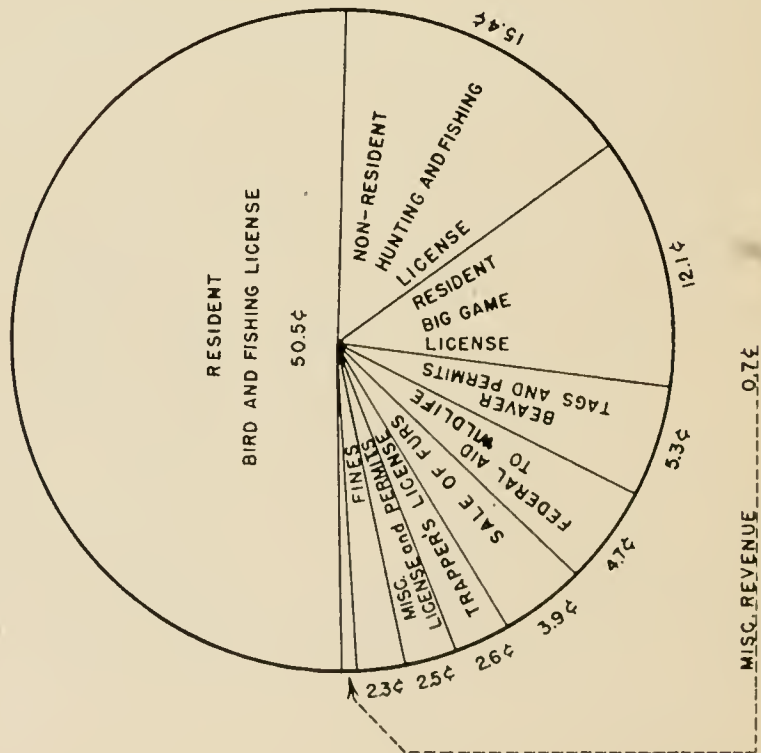 RESIDENT
BIRD AND FISHING LICENSE
50.5¢
15.4¢
NON-RESIDENT
HUNTING AND FISHING
LICENSE
12.1¢
RESIDENT
BIG GAME
LICENSE
5.3¢
BEAVER
TAGS AND PERMITS
4.7¢
FEDERAL AID
TO WILDLIFE
3.9¢
SALE OF FURS
2.6¢
TRAPPER'S LICENSE
2.5¢
MISC.
LICENSE and PERMITS
2.3¢
FINES
MISC. REVENUE 0.7¢